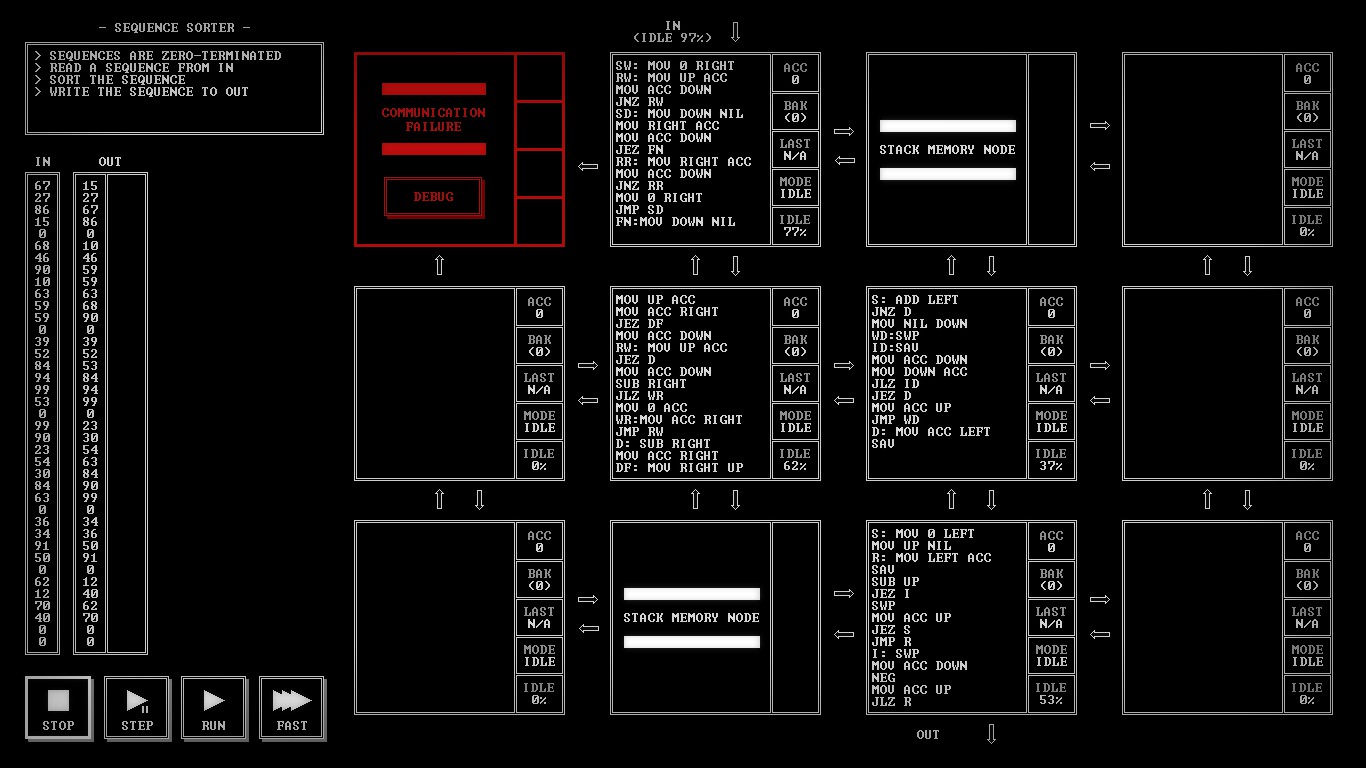 - SEQUENCE SORTER -
> SEQUENCES ARE ZERO-TERMINATED
> READ A SEQUENCE FROM IN
> SORT THE SEQUENCE
> WRITE THE SEQUENCE TO OUT
IN OUT
67 15
27 27
86 67
15 86
0 0
68 10
46 46
90 59
10 59
63 63
59 68
59 90
0 0
39 39
52 52
84 53
94 84
99 94
53 99
0 0
99 23
90 30
23 54
54 63
30 84
84 90
63 99
0 0
36 34
34 36
91 50
50 91
0 0
62 12
12 40
70 62
40 70
0 0
0 0
STOP
STEP
RUN
FAST
IN
(IDLE 97%)
COMMUNICATION
FAILURE
DEBUG
SW: MOV 0 RIGHT
RW: MOV UP ACC
MOV ACC DOWN
JNZ RW
SD: MOV DOWN NIL
MOV RIGHT ACC
MOV ACC DOWN
JEZ FN
RR: MOV RIGHT ACC
MOV ACC DOWN
JNZ RR
MOV 0 RIGHT
JMP SD
FN:MOV DOWN NIL
ACC
0
BAK
(0)
LAST
N/A
MODE
IDLE
IDLE
77%
STACK MEMORY NODE
ACC
0
BAK
(0)
LAST
N/A
MODE
IDLE
IDLE
0%
ACC
0
BAK
(0)
LAST
N/A
MODE
IDLE
IDLE
0%
MOV UP ACC
MOV ACC RIGHT
JEZ DF
MOV ACC DOWN
RW: MOV UP ACC
JEZ D
MOV ACC DOWN
SUB RIGHT
JLZ WR
MOV 0 ACC
WR:MOV ACC RIGHT
JMP RW
D: SUB RIGHT
MOV ACC RIGHT
DF: MOV RIGHT UP
ACC
0
BAK
(0)
LAST
N/A
MODE
IDLE
IDLE
62%
S: ADD LEFT
JNZ D
MOV NIL DOWN
WD:SWP
ID:SAV
MOV ACC DOWN
MOV DOWN ACC
JLZ ID
JEZ D
MOV ACC UP
JMP WD
D: MOV ACC LEFT
SAV
ACC
0
BAK
(0)
LAST
N/A
MODE
IDLE
IDLE
37%
ACC
0
BAK
(0)
LAST
N/A
MODE
IDLE
IDLE
0%
ACC
0
BAK
(0)
LAST
N/A
MODE
IDLE
IDLE
0%
STACK MEMORY NODE
S: MOV 0 LEFT
MOV UP NIL
R: MOV LEFT ACC
SAV
SUB UP
JEZ I
SWP
MOV ACC UP
JEZ S
JMP R
I: SWP
MOV ACC DOWN
NEG
MOV ACC UP
JLZ R
ACC
0
BAK
(0)
LAST
N/A
MODE
IDLE
IDLE
53%
ACC
0
BAK
(0)
LAST
N/A
MODE
IDLE
IDLE
0%
OUT